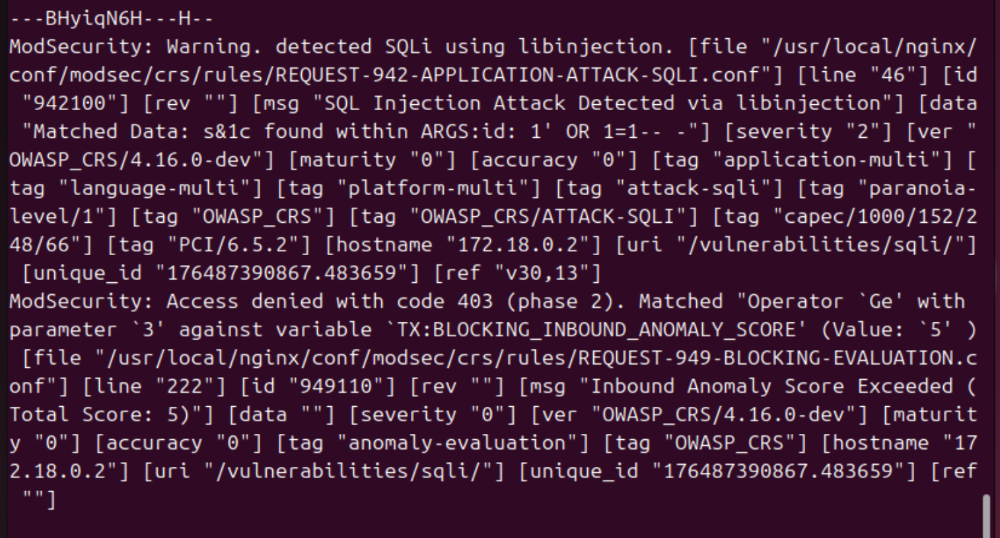 ---BHyiqN6H---H--
ModSecurity: Warning. detected SQLi using libinjection. [file "/usr/local/nginx/
conf/modsec/crs/rules/REQUEST-942-APPLICATION-ATTACK-SQLI.conf"] [line "46"] [id
 "942100"] [rev ""] [msg "SQL Injection Attack Detected via libinjection"] [data
 "Matched Data: s&1c found within ARGS:id: 1' OR 1=1-- -"] [severity "2"] [ver "
OWASP_CRS/4.16.0-dev"] [maturity "0"] [accuracy "0"] [tag "application-multi"] [
tag "language-multi"] [tag "platform-multi"] [tag "attack-sqli"] [tag "paranoia-
level/1"] [tag "OWASP_CRS"] [tag "OWASP_CRS/ATTACK-SQLI"] [tag "capec/1000/152/2
48/66"] [tag "PCI/6.5.2"] [hostname "172.18.0.2"] [uri "/vulnerabilities/sqli/"]
 [unique_id "176487390867.483659"] [ref "v30,13"]
ModSecurity: Access denied with code 403 (phase 2). Matched "Operator `Ge' with
parameter `3' against variable `TX:BLOCKING_INBOUND_ANOMALY_SCORE' (Value: `5' )
 [file "/usr/local/nginx/conf/modsec/crs/rules/REQUEST-949-BLOCKING-EVALUATION.c
onf"] [line "222"] [id "949110"] [rev ""] [msg "Inbound Anomaly Score Exceeded (
Total Score: 5)"] [data ""] [severity "0"] [ver "OWASP_CRS/4.16.0-dev"] [maturit
y "0"] [accuracy "0"] [tag "anomaly-evaluation"] [tag "OWASP_CRS"] [hostname "17
2.18.0.2"] [uri "/vulnerabilities/sqli/"] [unique_id "176487390867.483659"] [ref
 ""]